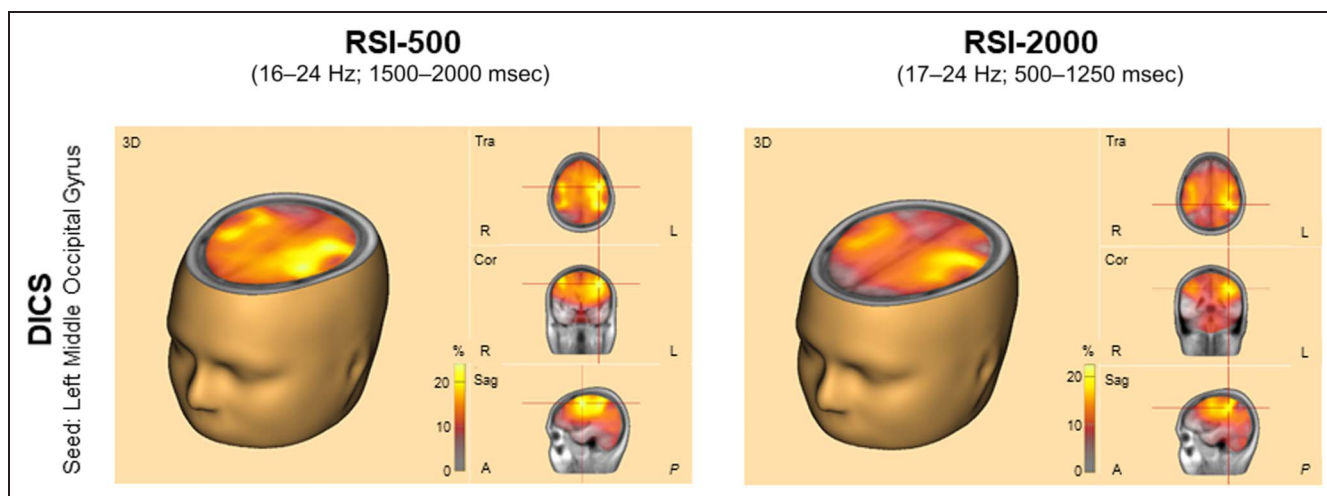 RSI-500
(16–24 Hz; 1500–2000 msec)
RSI-2000
(17–24 Hz; 500–1250 msec)
DICS
Seed: Left Middle Occipital Gyrus
3D
Tra
R
L
Cor
R
L
%
20
10
0
Sag
A
P
3D
Tra
R
L
Cor
R
L
%
20
10
0
Sag
A
P